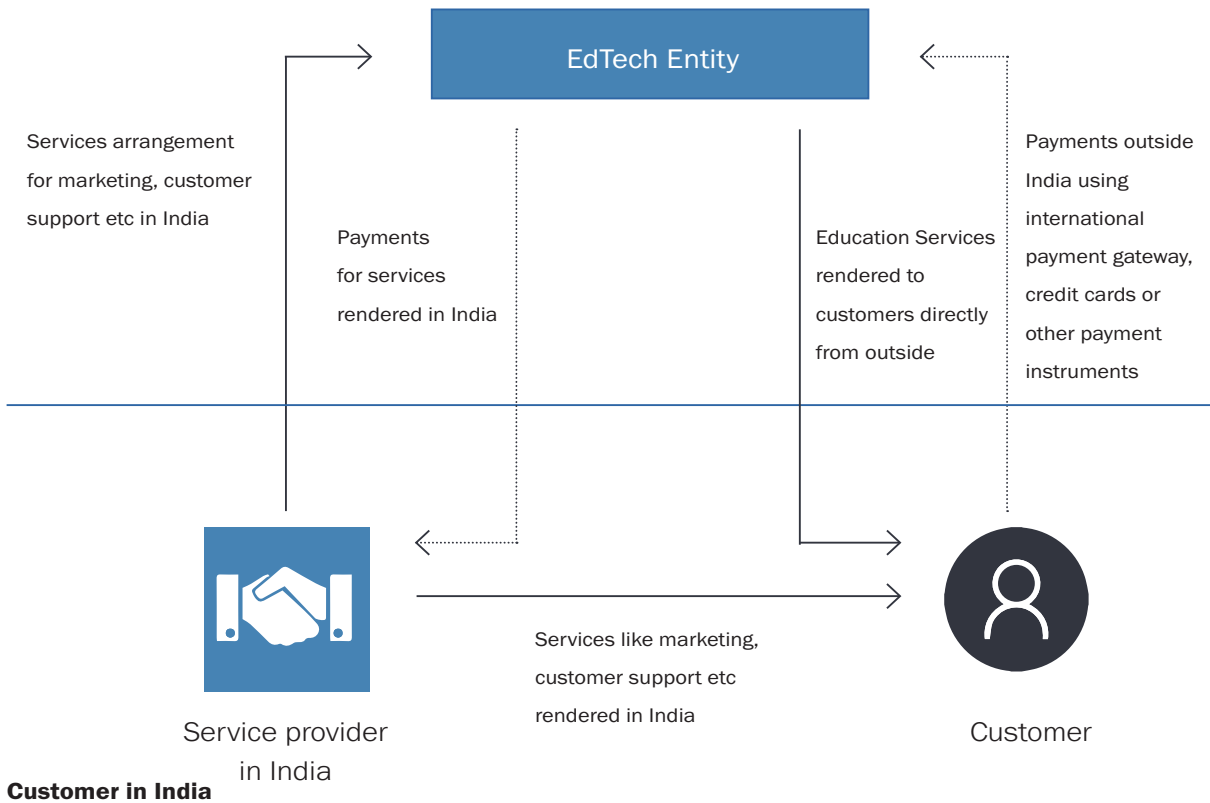 EdTech Entity
Services arrangement
for marketing, customer
support etc in India
Payments
for services
rendered in India
Education Services
rendered to
customers directly
from outside
Payments outside
India using
international
payment gateway,
credit cards or
other payment
instruments
Services like marketing,
customer support etc
rendered in India
Service provider
in India
Customer
Customer in India